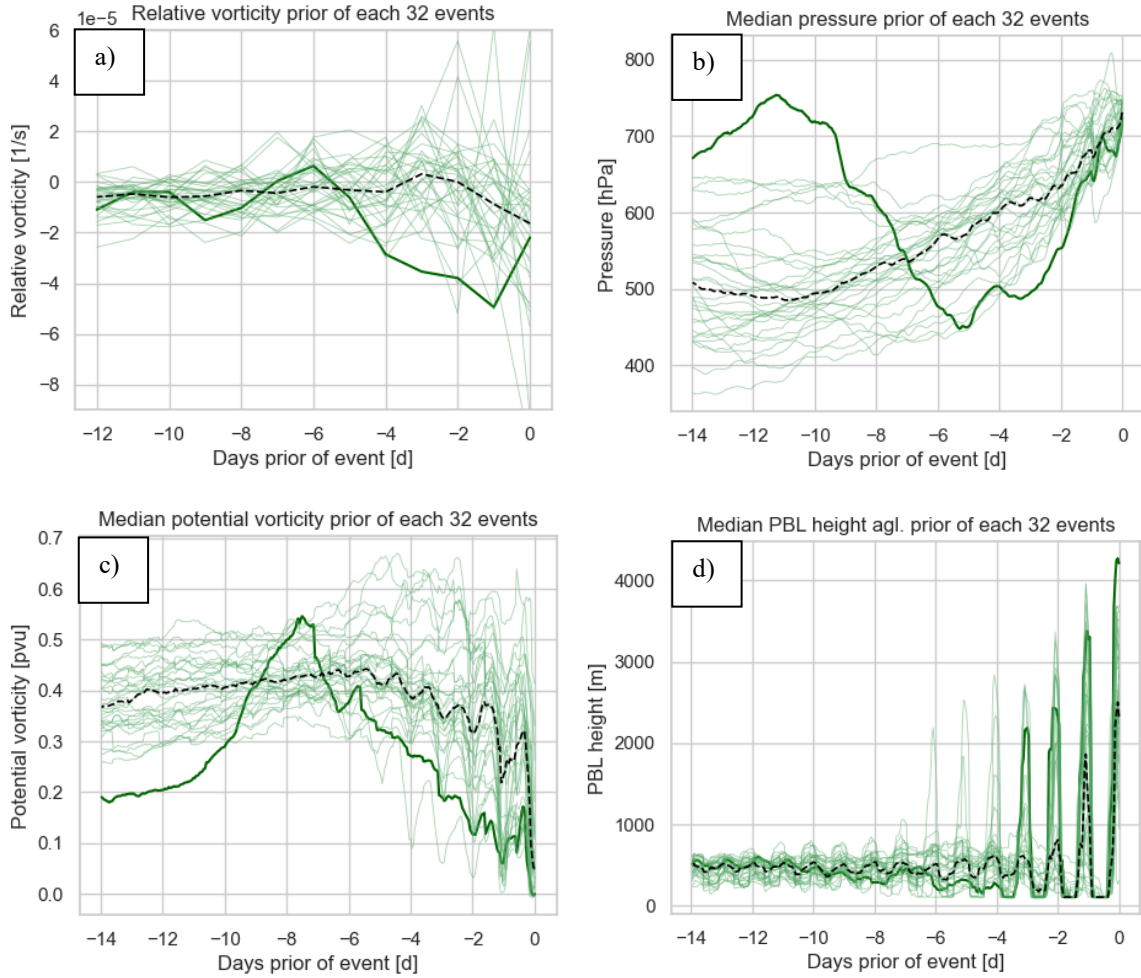 Relative vorticity prior of each 32 events
1e−5
a)
6
4
2
0
−2
−4
−6
−8
Relative vorticity [1/s]
−12 −10 −8 −6 −4 −2 0
Days prior of event [d]
Median pressure prior of each 32 events
b)
800
700
600
500
400
Pressure [hPa]
−14 −12 −10 −8 −6 −4 −2 0
Days prior of event [d]
Median potential vorticity prior of each 32 events
c)
0.7
0.6
0.5
0.4
0.3
0.2
0.1
0.0
Potential vorticity [pvu]
−14 −12 −10 −8 −6 −4 −2 0
Days prior of event [d]
Median PBL height agl. prior of each 32 events
d)
4000
3000
2000
1000
0
PBL height [m]
−14 −12 −10 −8 −6 −4 −2 0
Days prior of event [d]